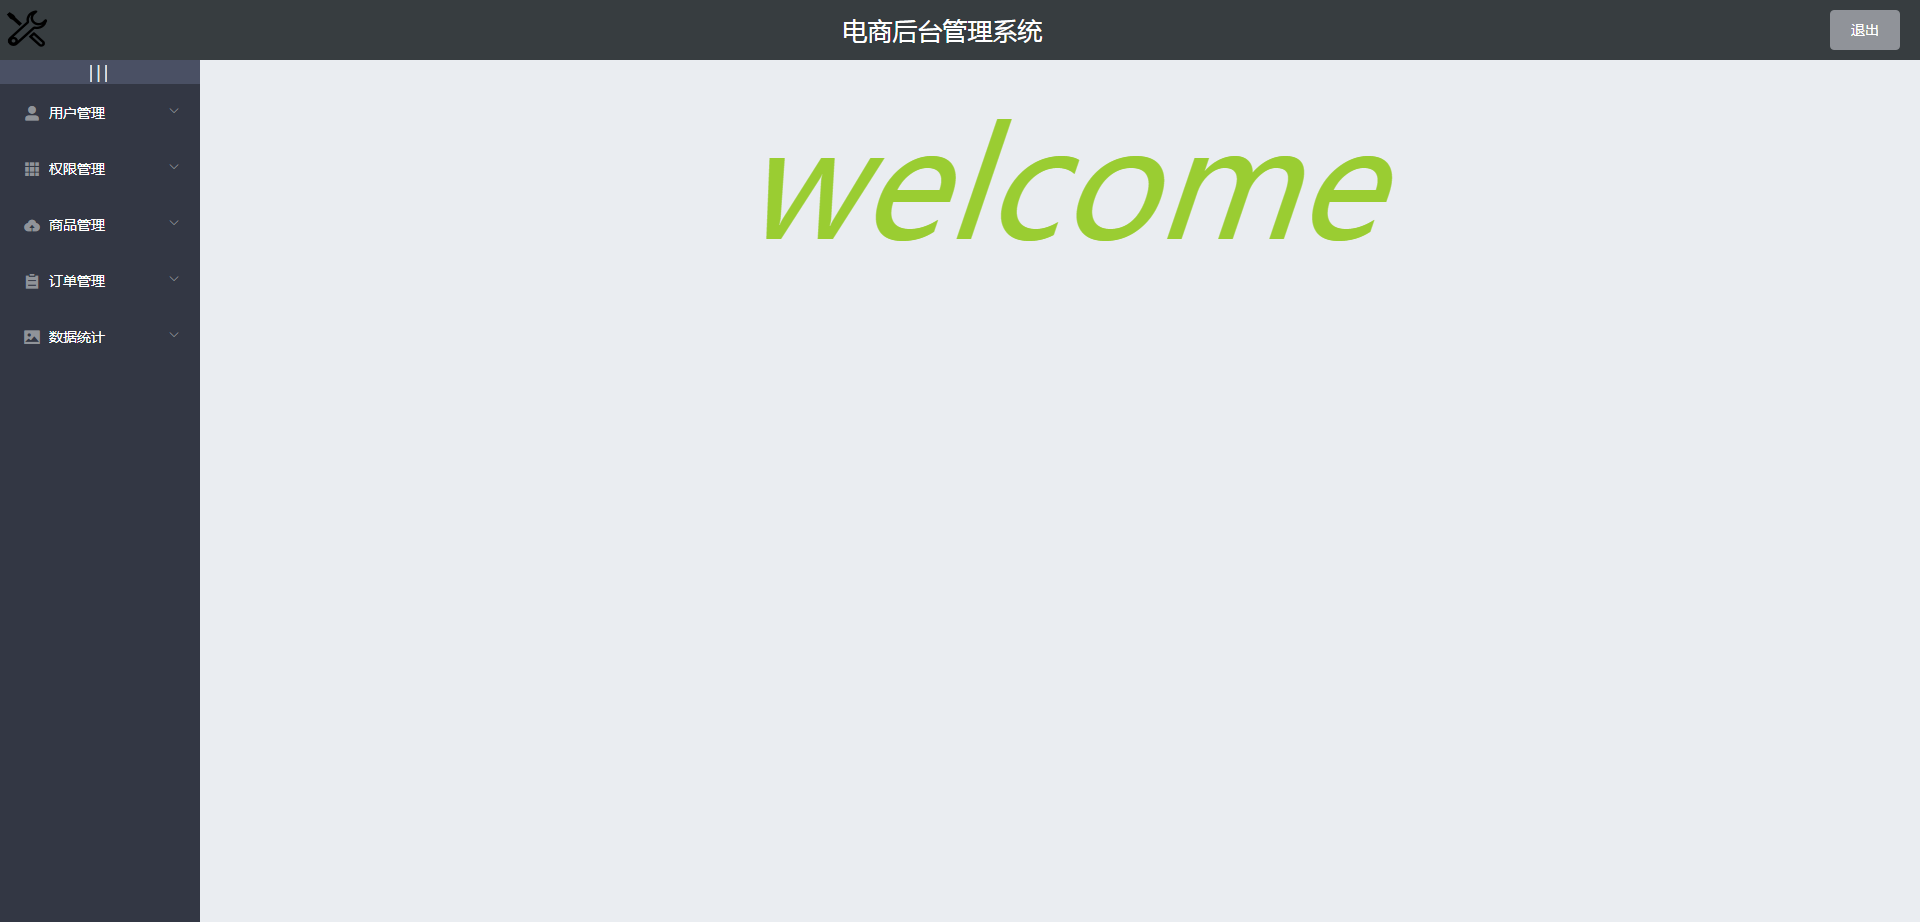 电商后台管理系统
退出
|||
用户管理
权限管理
商品管理
订单管理
数据统计
welcome